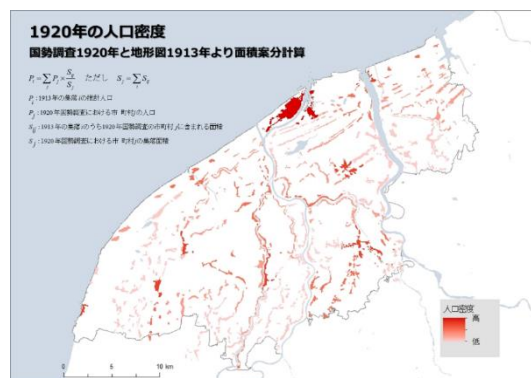 1920年の人口密度
国勢調査1920年と地形図1913年より面積案分計算
P_i = ∑_j P_j × S_ij / S_j ただし S_j = ∑_i S_ij
P_i : 1913年の集落iの推計人口
P_j : 1920年国勢調査における市町村jの人口
S_ij : 1913年の集落iのうち1920年国勢調査の市町村jに含まれる面積
S_j : 1920年国勢調査における市町村jの集落面積
人口密度
高
低
0 5 10 km